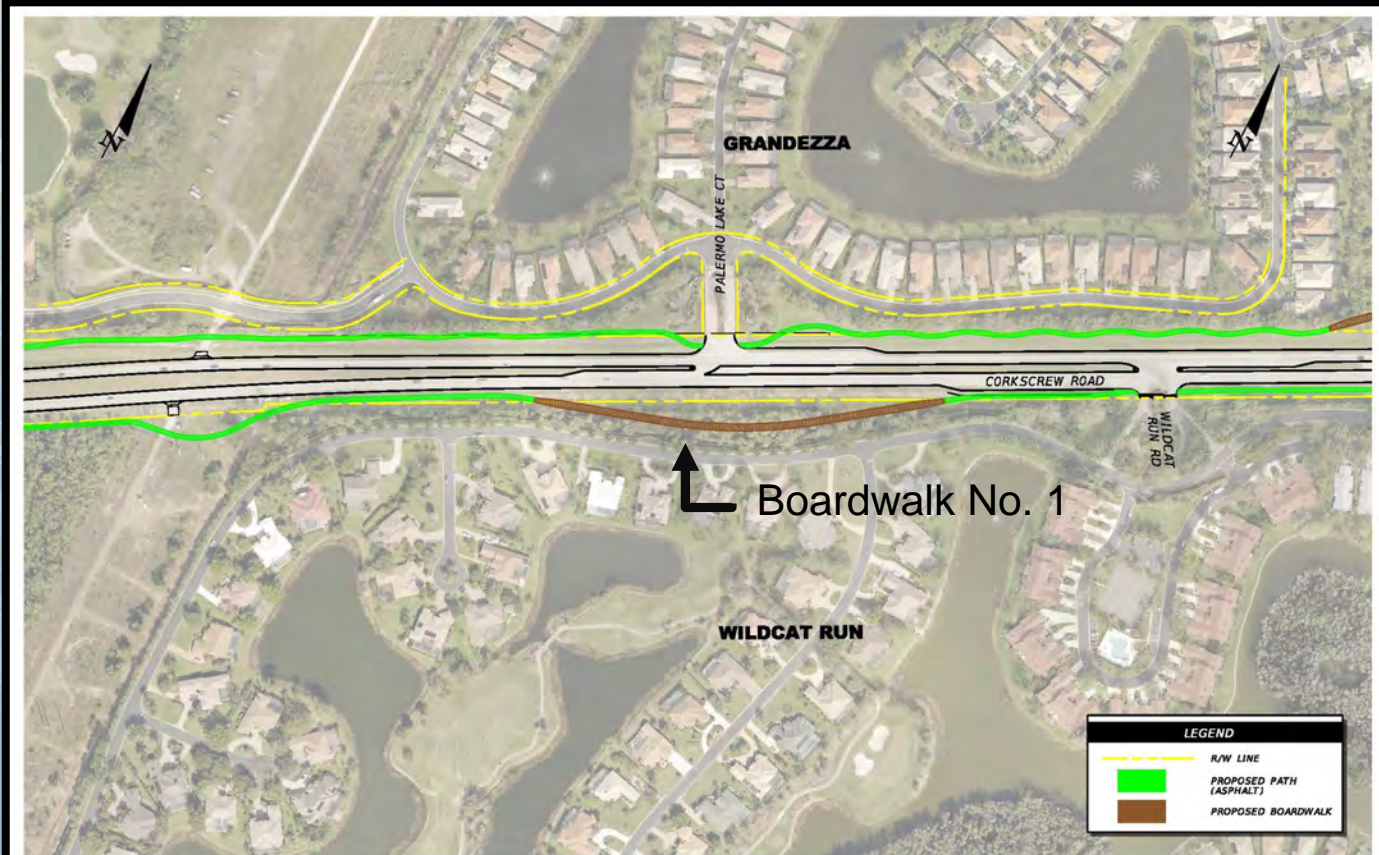 N
N
GRANDEZZA
PALERMO LAKE CT
CORKSCREW ROAD
WILDCAT
RUN RD
Boardwalk No. 1
WILDCAT RUN
LEGEND
R/W LINE
PROPOSED PATH
(ASPHALT)
PROPOSED BOARDWALK